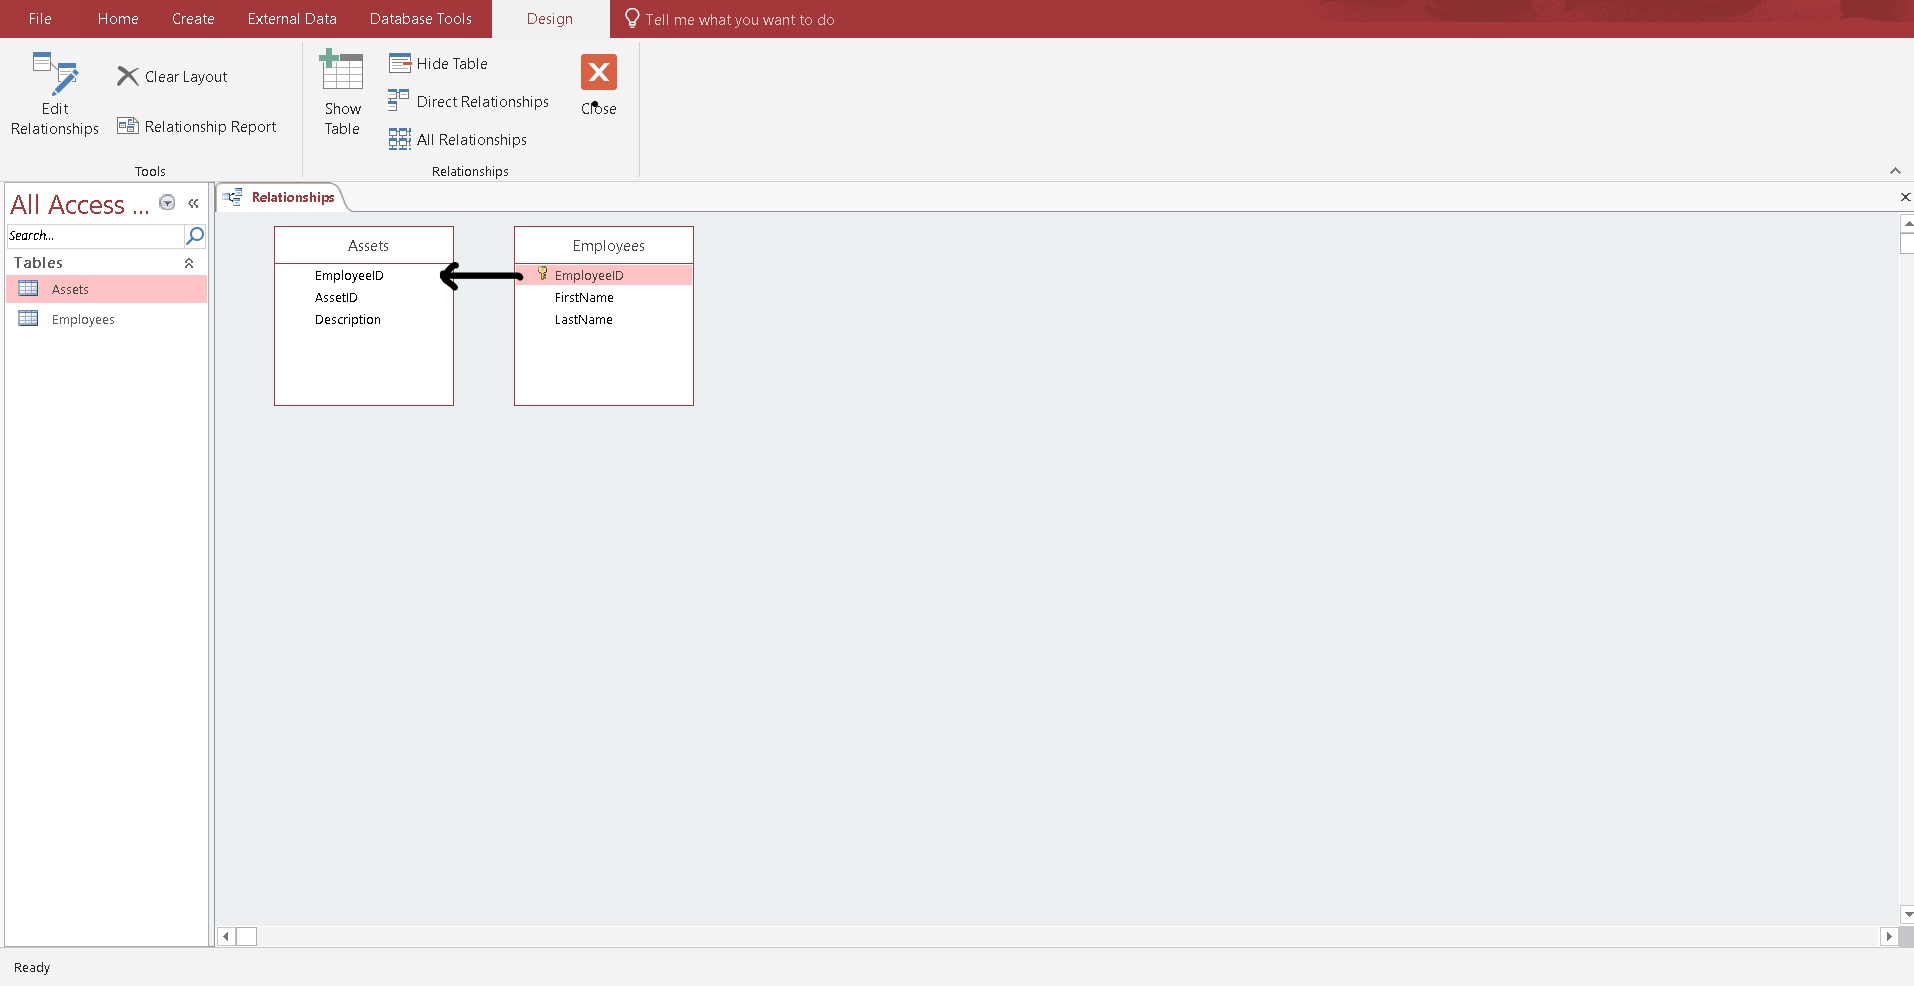 File Home Create External Data Database Tools Design Tell me what you want to do
Edit Relationships
Clear Layout
Relationship Report
Tools
Show Table
Hide Table
Direct Relationships
All Relationships
Relationships
Close
All Access ...
Search...
Tables
Assets
Employees
Relationships
Assets
EmployeeID
AssetID
Description
Employees
EmployeeID
FirstName
LastName
Ready